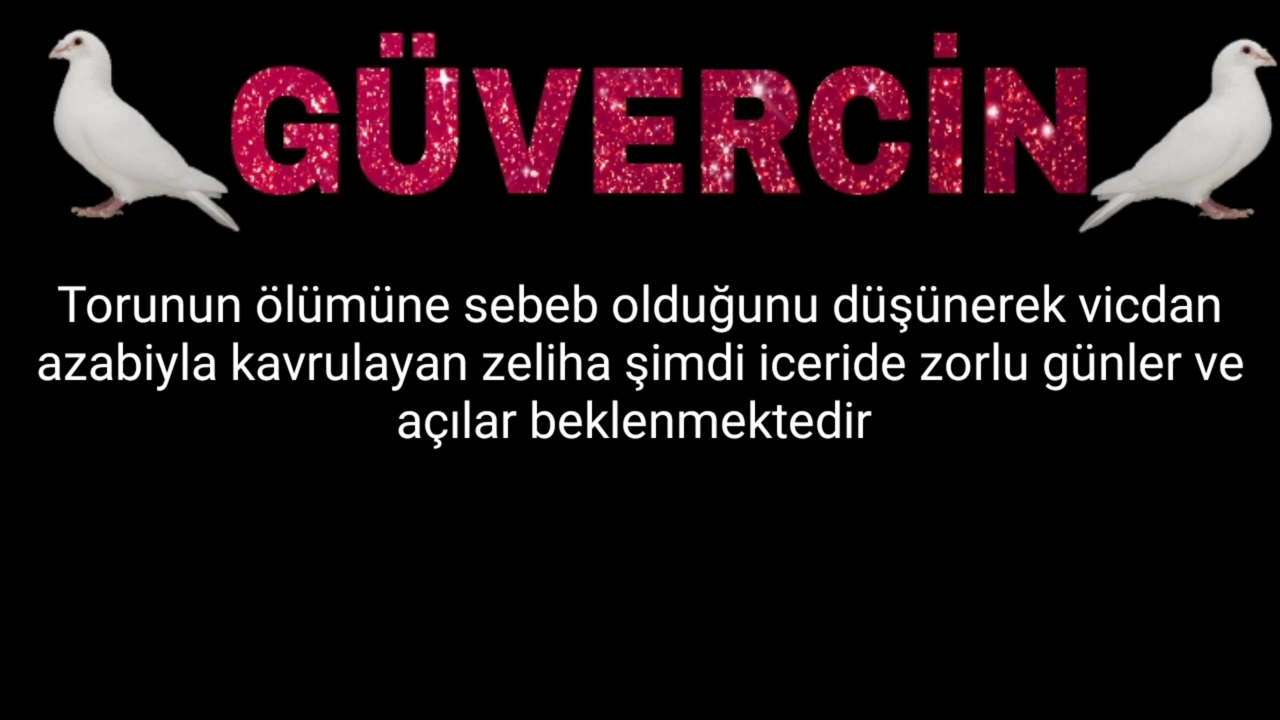 GÜVERCİN
Torunun ölümüne sebeb olduğunu düşünerek vicdan
azabiyla kavrulayan zeliha şimdi iceride zorlu günler ve
açılar beklenmektedir